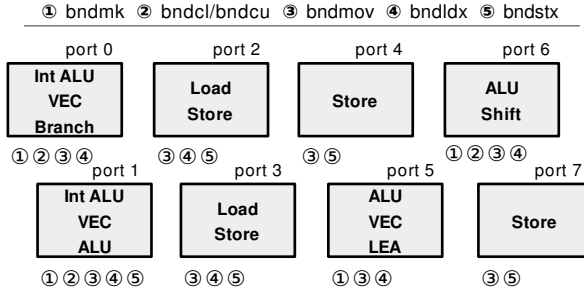 ① bndmk ② bndcl/bndcu ③ bndmov ④ bndldx ⑤ bndstx
port 0
Int ALU
VEC
Branch
①②③④
port 2
Load
Store
③④⑤
port 4
Store
③⑤
port 6
ALU
Shift
①②③④
port 1
Int ALU
VEC
ALU
①②③④⑤
port 3
Load
Store
③④⑤
port 5
ALU
VEC
LEA
①③④
port 7
Store
③⑤